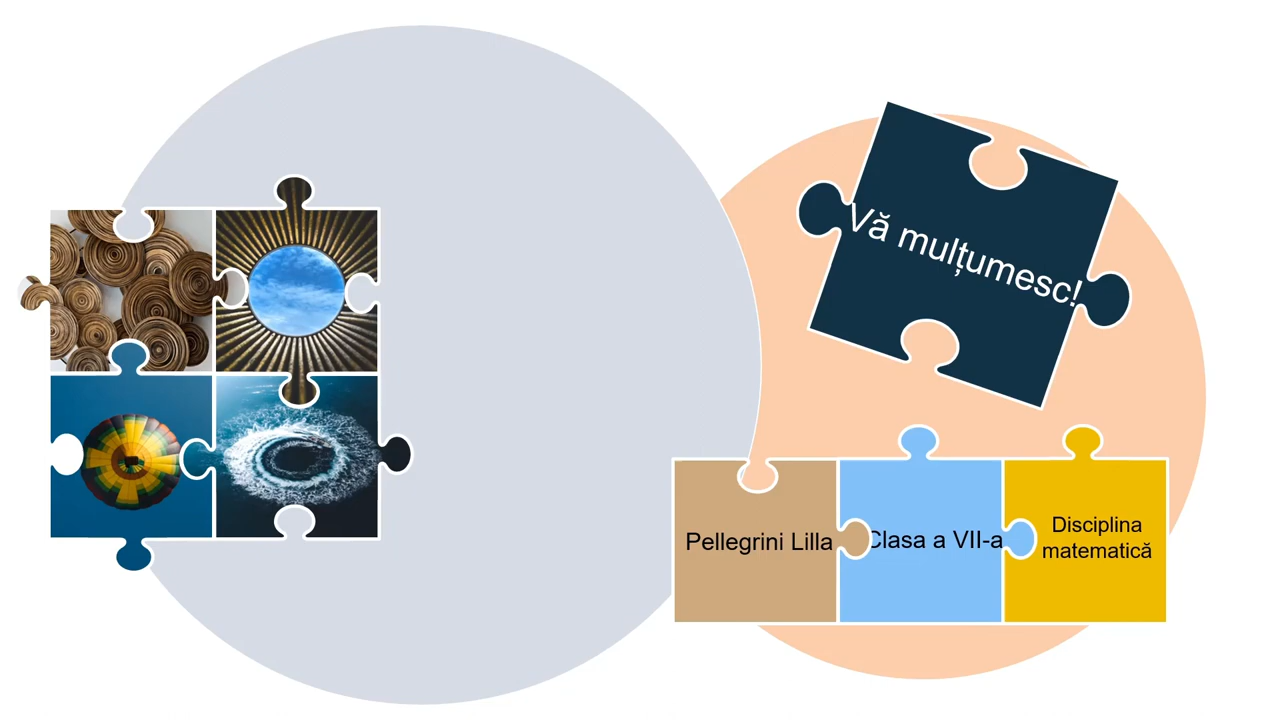 Vă mulțumesc!
Pellegrini Lilla
Clasa a VII-a
Disciplina
matematică